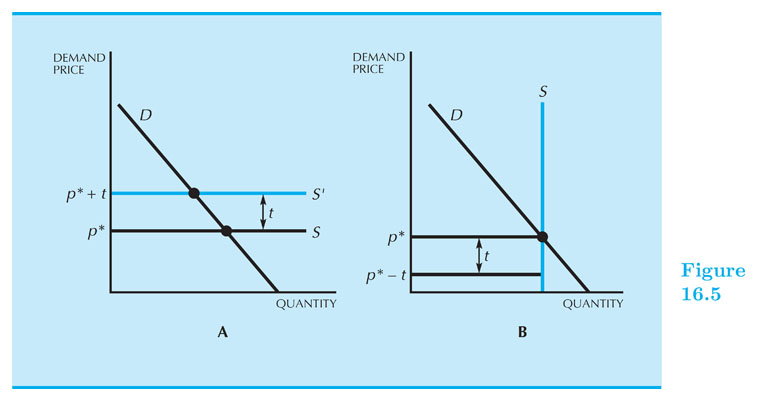 DEMAND
PRICE
D
p* + t
S'
t
p*
S
QUANTITY
A
DEMAND
PRICE
S
D
p*
t
p* – t
QUANTITY
B
Figure
16.5